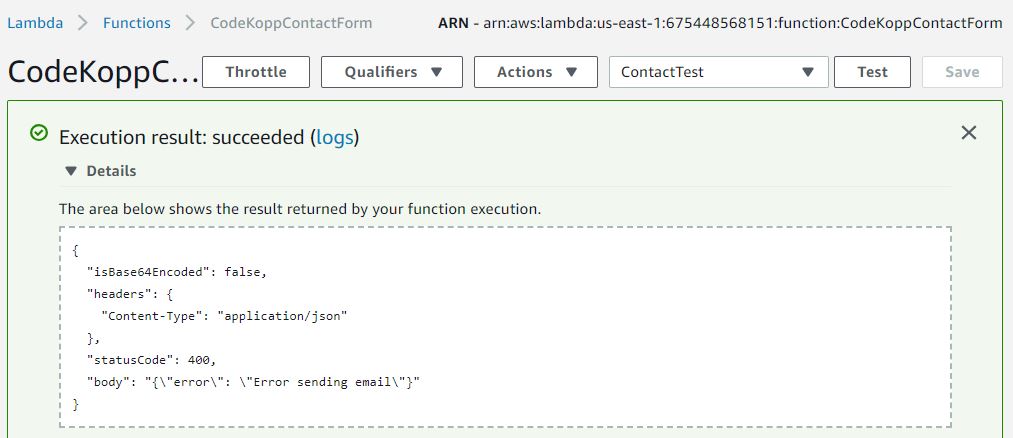 Lambda > Functions > CodeKoppContactForm ARN - arn:aws:lambda:us-east-1:675448568151:function:CodeKoppContactForm
CodeKoppC... Throttle Qualifiers Actions ContactTest Test Save
Execution result: succeeded (logs)
Details
The area below shows the result returned by your function execution.
{
  "isBase64Encoded": false,
  "headers": {
    "Content-Type": "application/json"
  },
  "statusCode": 400,
  "body": "{\"error\": \"Error sending email\"}"
}